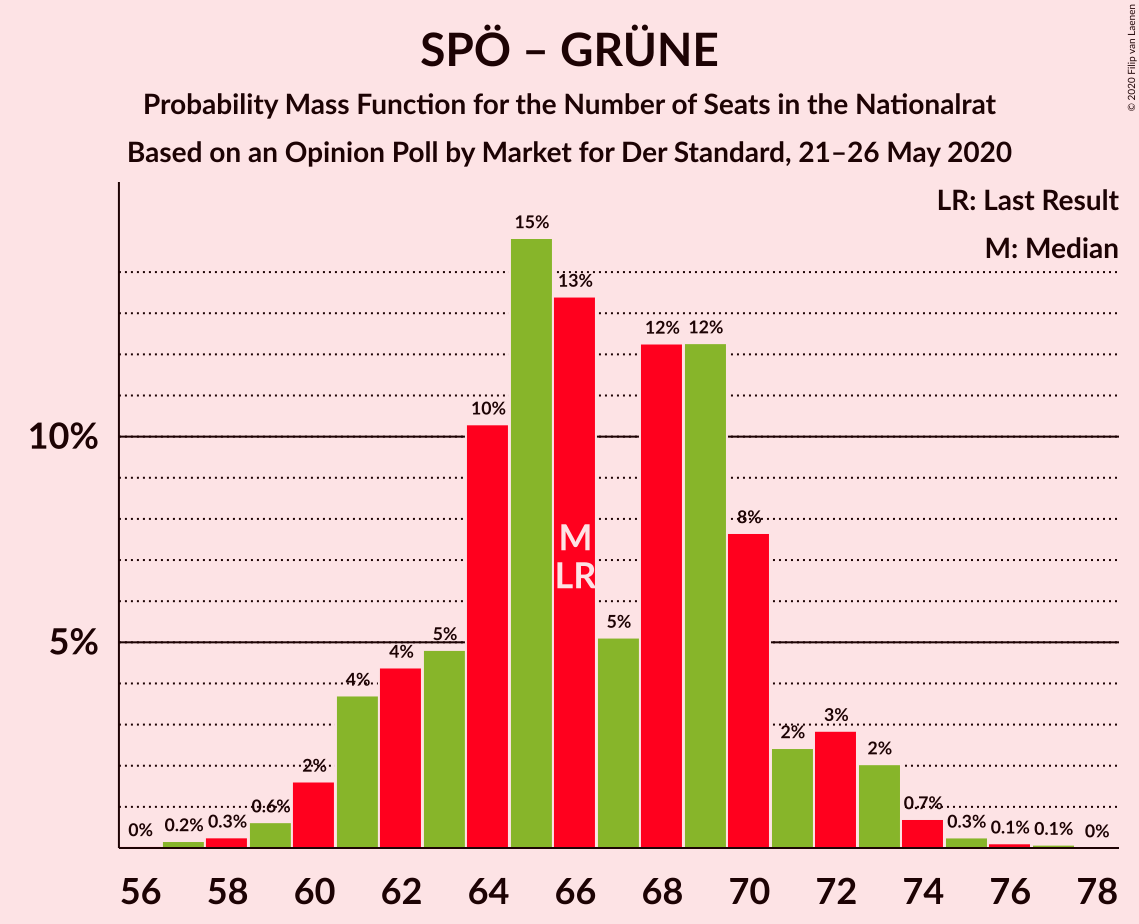 SPÖ – GRÜNE
Probability Mass Function for the Number of Seats in the Nationalrat
Based on an Opinion Poll by Market for Der Standard, 21–26 May 2020
© 2020 Filip van Laenen
LR: Last Result
M: Median
10%
5%
0%
0.2%
0.3%
0.6%
2%
4%
4%
5%
10%
15%
13%
5%
12%
12%
8%
2%
3%
2%
0.7%
0.3%
0.1%
0.1%
0%
M
LR
56 58 60 62 64 66 68 70 72 74 76 78